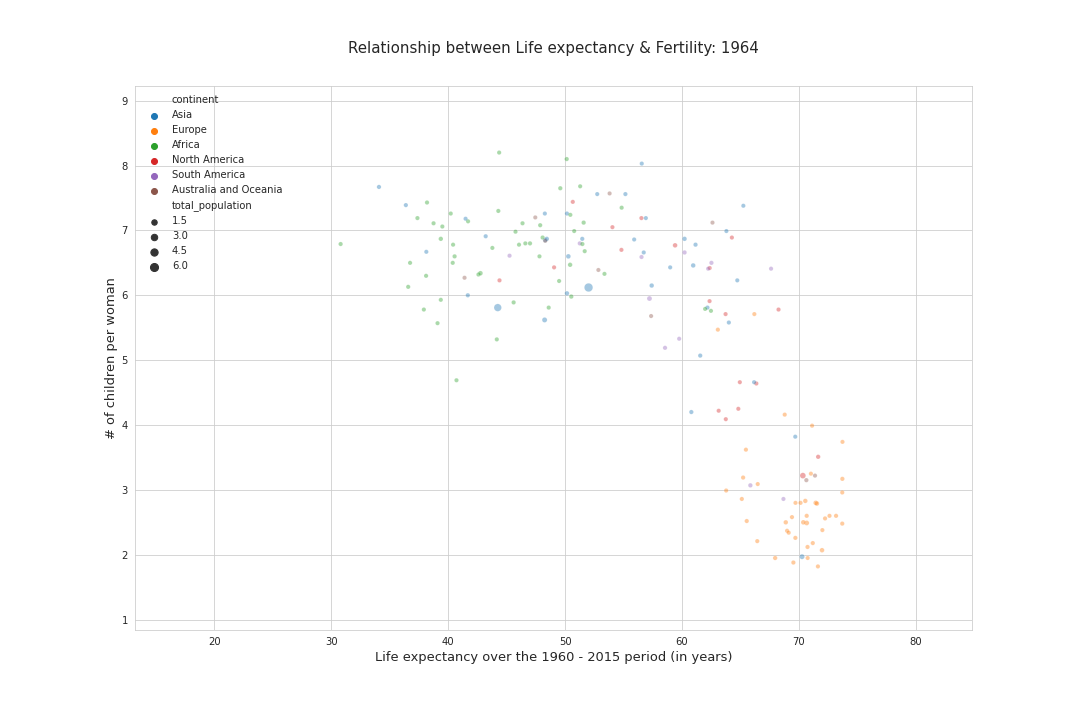 Relationship between Life expectancy & Fertility: 1964
continent
Asia
Europe
Africa
North America
South America
Australia and Oceania
total_population
1.5
3.0
4.5
6.0
9
8
7
6
5
4
3
2
1
# of children per woman
20 30 40 50 60 70 80
Life expectancy over the 1960 - 2015 period (in years)